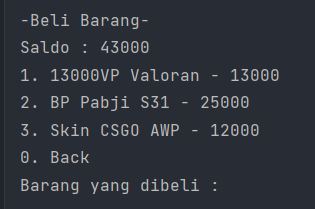 -Beli Barang-
Saldo : 43000
1. 13000VP Valoran - 13000
2. BP Pabji S31 - 25000
3. Skin CSGO AWP - 12000
0. Back
Barang yang dibeli :